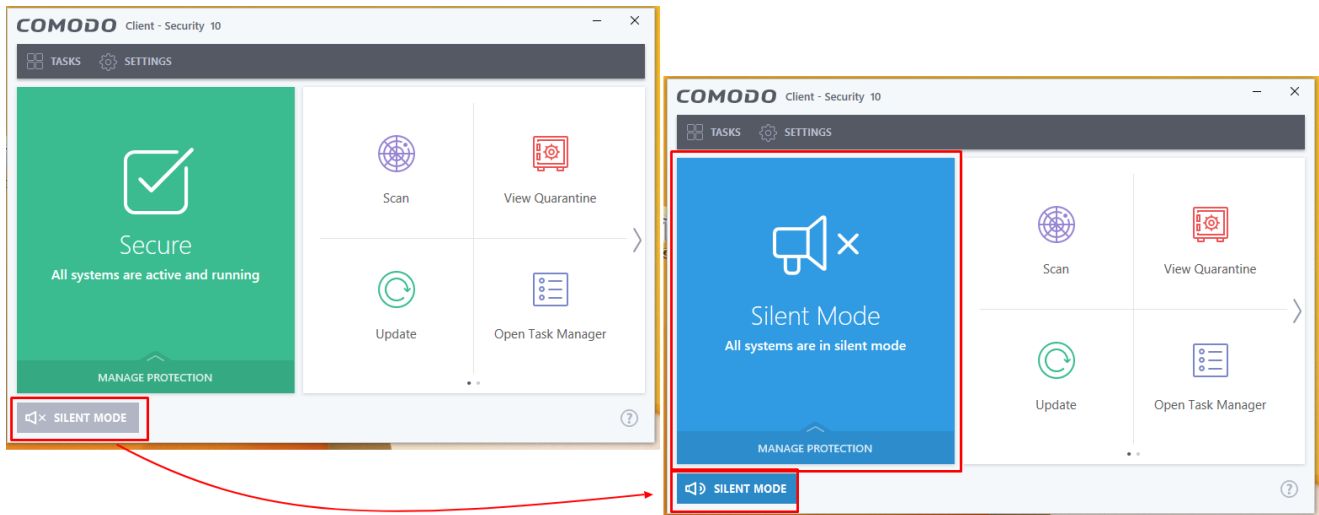 COMODO Client - Security 10
TASKS SETTINGS
Secure
All systems are active and running
MANAGE PROTECTION
Scan
View Quarantine
Update
Open Task Manager
SILENT MODE
COMODO Client - Security 10
TASKS SETTINGS
Silent Mode
All systems are in silent mode
MANAGE PROTECTION
Scan
View Quarantine
Update
Open Task Manager
SILENT MODE